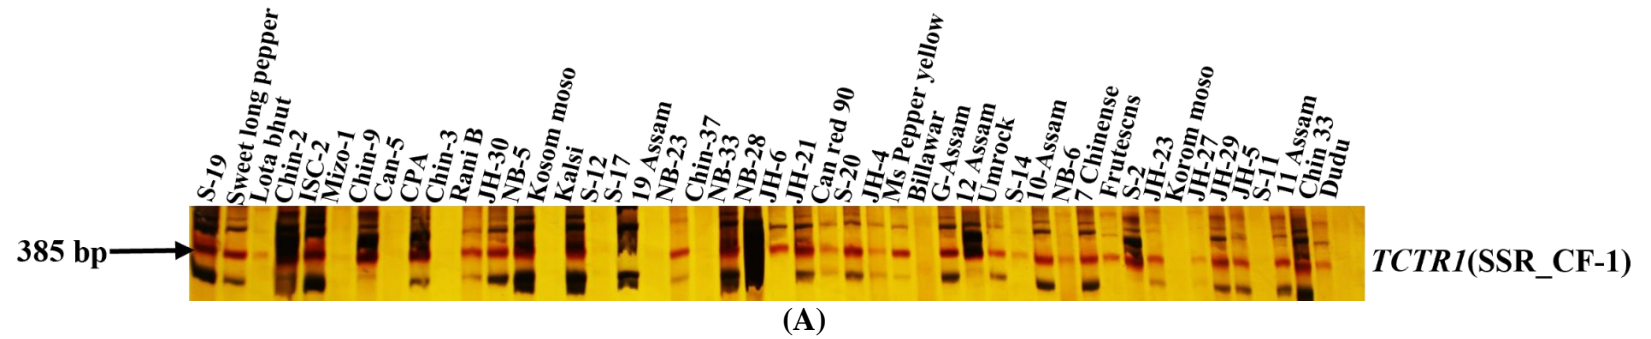 S-19
Sweet long pepper
Lota bhut
Chin-2
ISC-2
Mizo-1
Chin-9
Can-5
CPA
Chin-3
Rani B
JH-30
NB-5
Kosom moso
Kalsi
S-12
S-17
19 Assam
NB-23
Chin-37
NB-33
NB-28
JH-6
JH-21
Can red 90
S-20
JH-4
Ms Pepper yellow
Billawar
G-Assam
12 Assam
Umrock
S-14
10-Assam
NB-6
7 Chinense
Frutescns
S-2
JH-23
Korom moso
JH-27
JH-29
JH-5
S-11
11 Assam
Chin 33
Dudu
385 bp
TCTR1(SSR_CF-1)
(A)